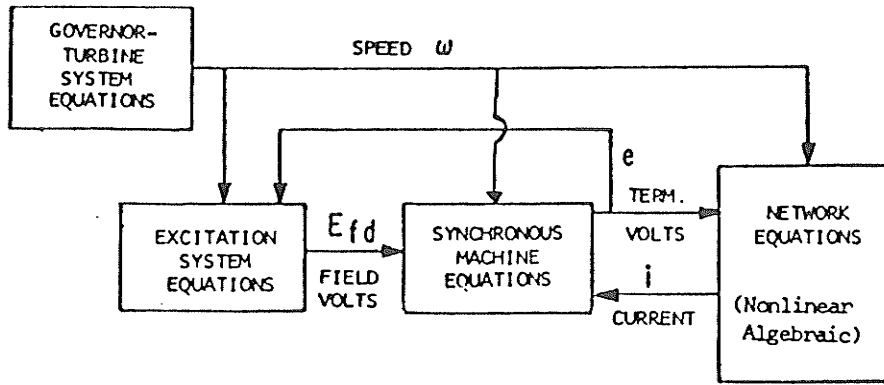 GOVERNOR-
TURBINE
SYSTEM
EQUATIONS
SPEED ω
e
EXCITATION
SYSTEM
EQUATIONS
Efd
FIELD
VOLTS
SYNCHRONOUS
MACHINE
EQUATIONS
TERM.
VOLTS
i
CURRENT
NETWORK
EQUATIONS
(Nonlinear
Algebraic)